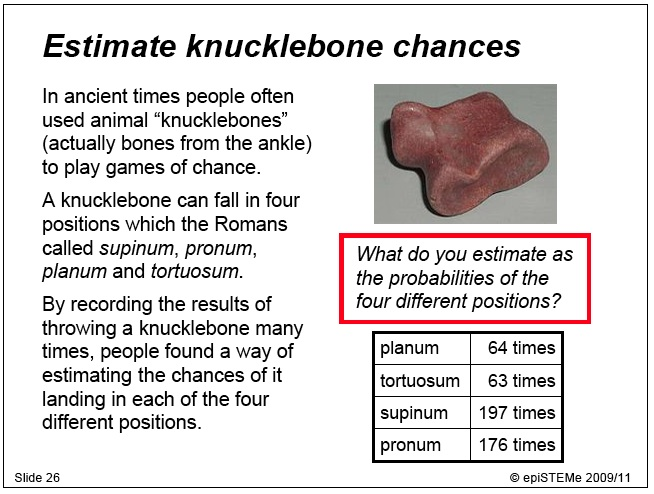 Estimate knucklebone chances
In ancient times people often
used animal “knucklebones”
(actually bones from the ankle)
to play games of chance.
A knucklebone can fall in four
positions which the Romans
called supinum, pronum,
planum and tortuosum.
By recording the results of
throwing a knucklebone many
times, people found a way of
estimating the chances of it
landing in each of the four
different positions.
What do you estimate as
the probabilities of the
four different positions?
planum 64 times
tortuosum 63 times
supinum 197 times
pronum 176 times
Slide 26
© epiSTEMe 2009/11